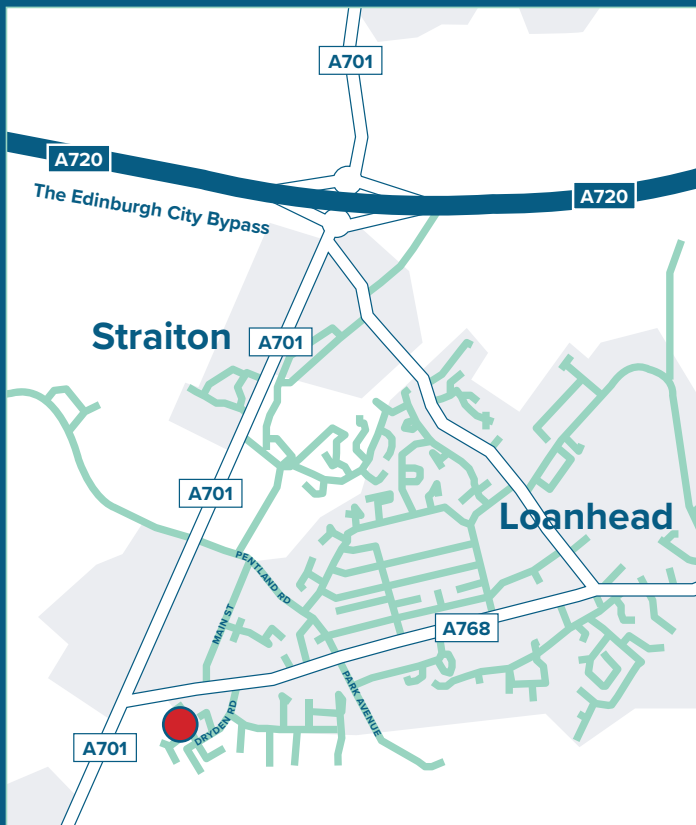 A701
A720
The Edinburgh City Bypass
A720
Straiton
A701
A701
Loanhead
PENTLAND RD
MAIN ST
A768
PARK AVENUE
DRYDEN RD
A701